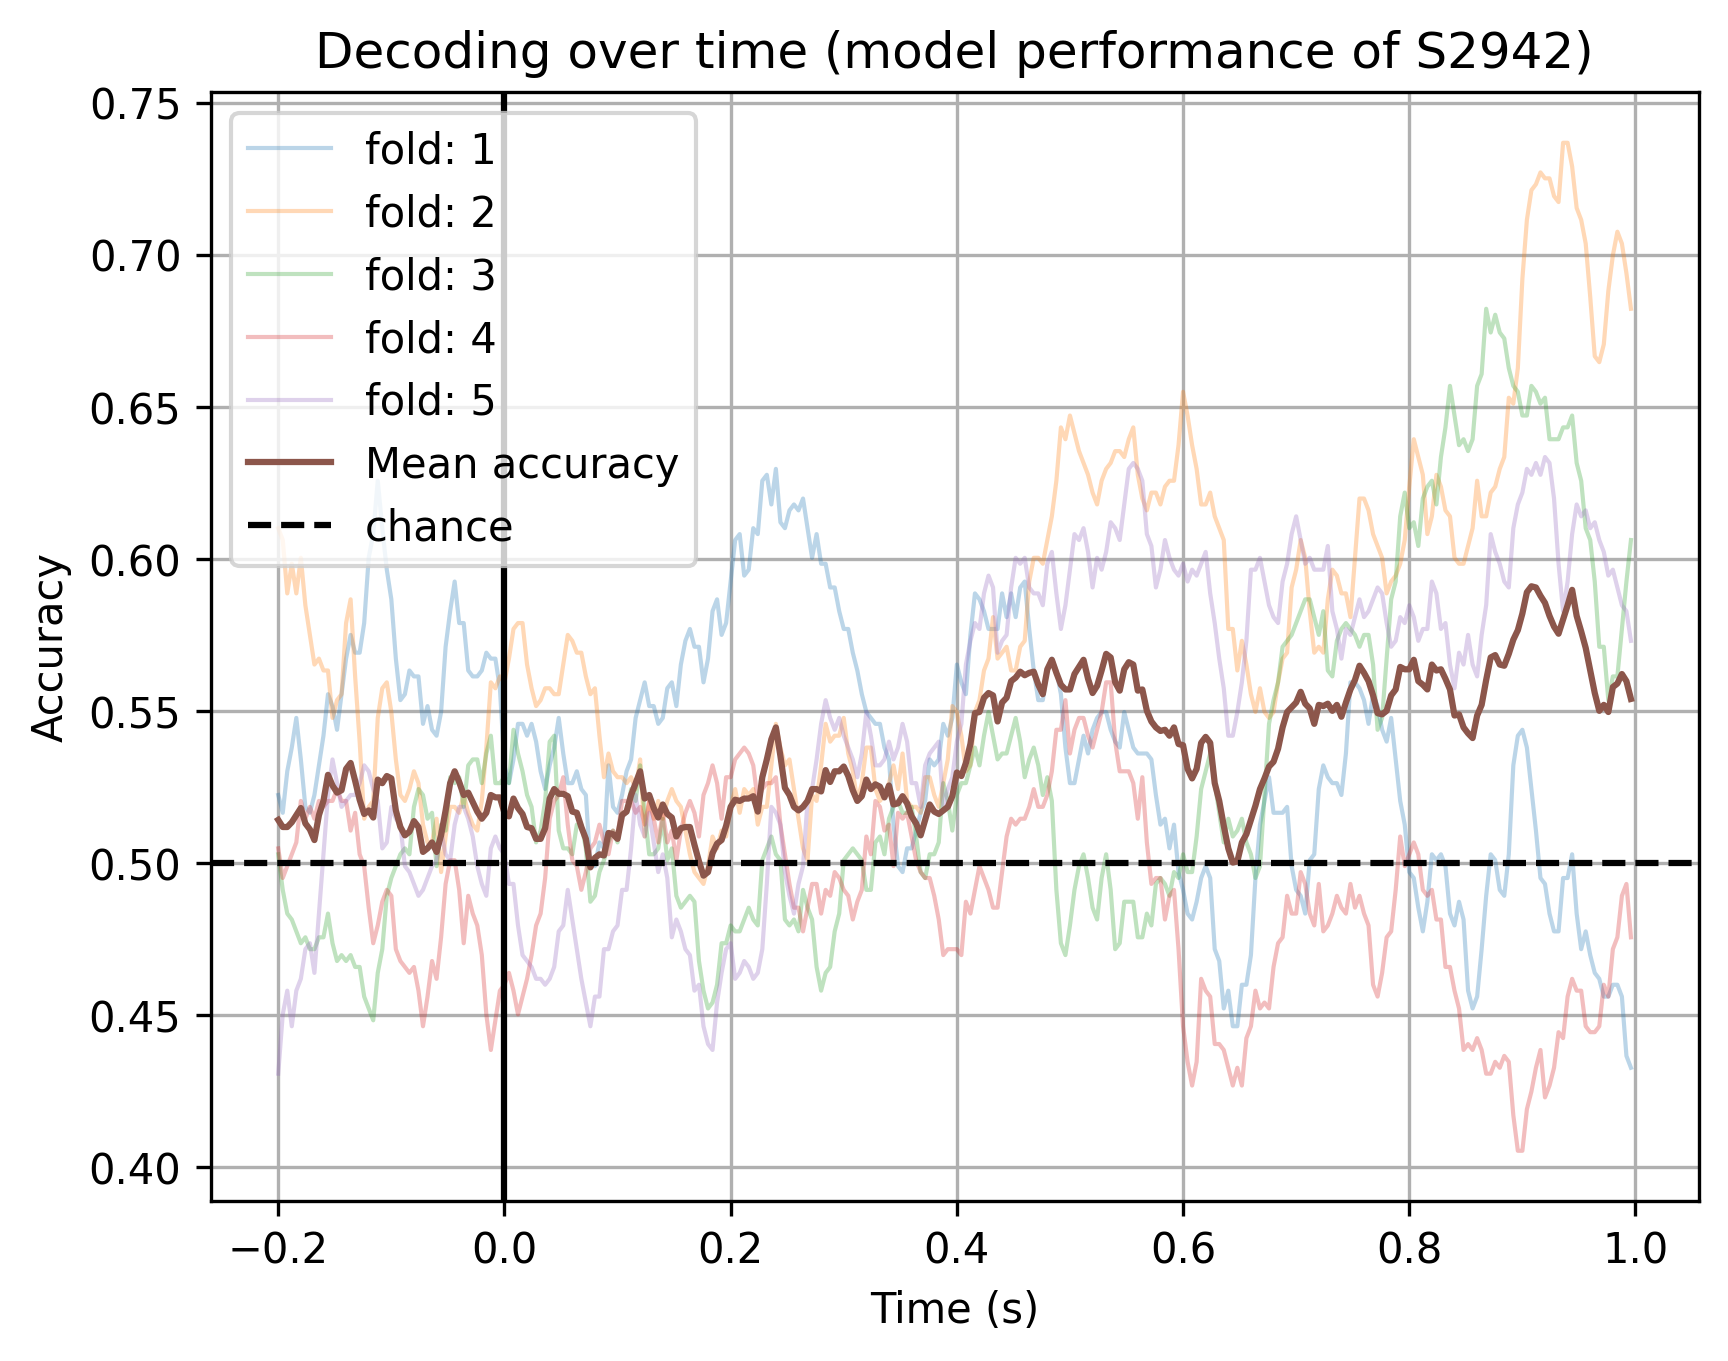 Decoding over time (model performance of S2942)
0.75
0.70
0.65
0.60
0.55
0.50
0.45
0.40
Accuracy
fold: 1
fold: 2
fold: 3
fold: 4
fold: 5
Mean accuracy
chance
−0.2 0.0 0.2 0.4 0.6 0.8 1.0
Time (s)